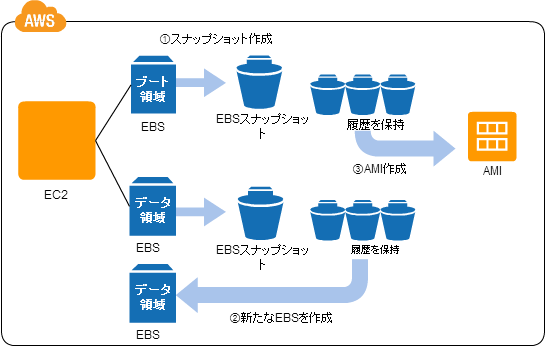 AWS
①スナップショット作成
ブート
領域
EBS
EBSスナップショッ
ト
履歴を保持
③AMI作成
AMI
EC2
データ
領域
EBS
EBSスナップショッ
ト
履歴を保持
データ
領域
②新たなEBSを作成
EBS